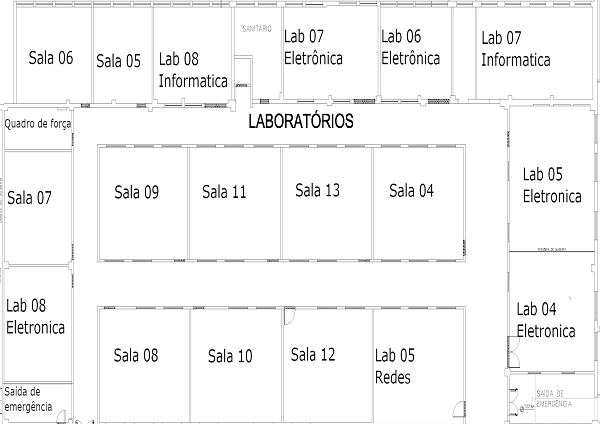 Sala 06
Sala 05
Lab 08
Informatica
SANITARIO
Lab 07
Eletrônica
Lab 06
Eletrônica
Lab 07
Informatica
Quadro de força
LABORATÓRIOS
Sala 07
Sala 09
Sala 11
Sala 13
Sala 04
Lab 05
Eletronica
Lab 08
Eletronica
Lab 04
Eletronica
Sala 08
Sala 10
Sala 12
Lab 05
Redes
Saída de
emergência
SAÍDA DE
EMERGÊNCIA